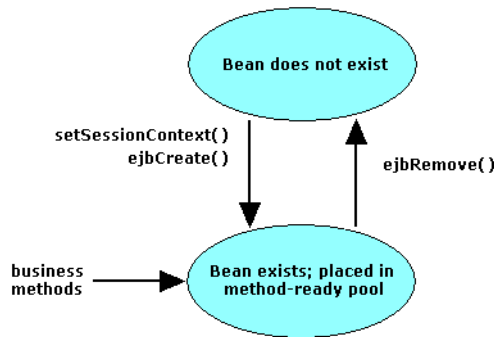 Bean does not exist
setSessionContext( )
ejbCreate( )
ejbRemove( )
business
methods
Bean exists; placed in
method-ready pool